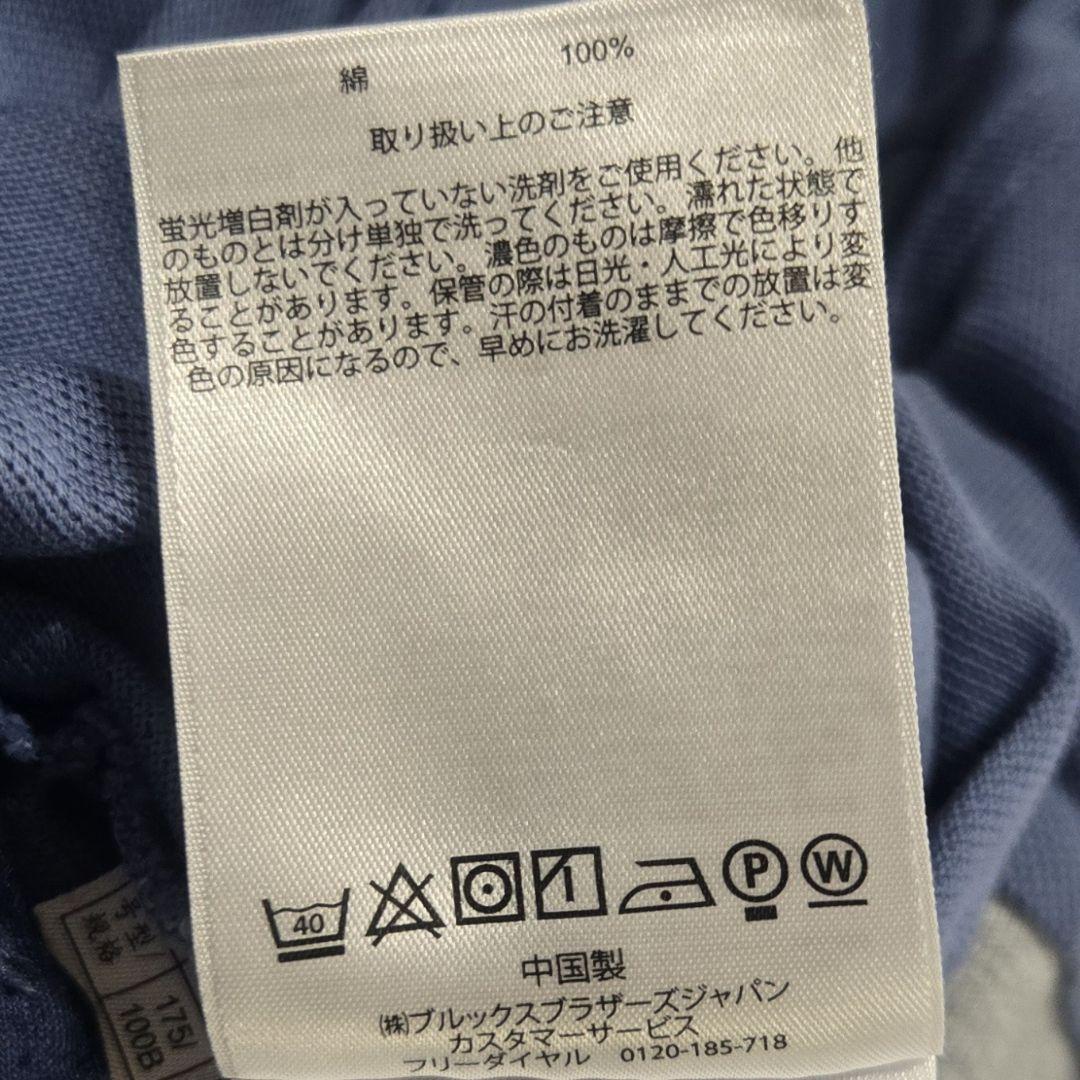 綿 100%
取り扱い上のご注意
蛍光増白剤が入っていない洗剤をご使用ください。他
のものとは分け単独で洗ってください。濡れた状態で
放置しないでください。濃色のものは摩擦で色移りす
ることがあります。保管の際は日光・人工光により変
色することがあります。汗の付着のままでの放置は変
色の原因になるので、早めにお洗濯してください。
40
P
W
中国製
(株)ブルックスブラザーズジャパン
カスタマーサービス
フリーダイヤル 0120-185-718
号型/
规格
175/
100B